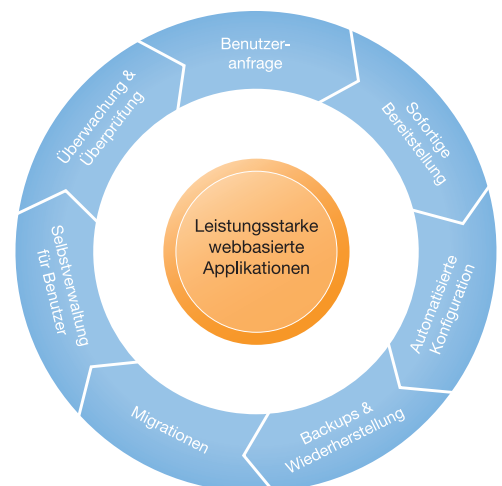 Benutzer-
anfrage
Sofortige
Bereitstellung
Automatisierte
Konfiguration
Backups &
Wiederherstellung
Migrationen
Selbstverwaltung
für Benutzer
Überwachung &
Überprüfung
Leistungsstarke
webbasierte
Applikationen